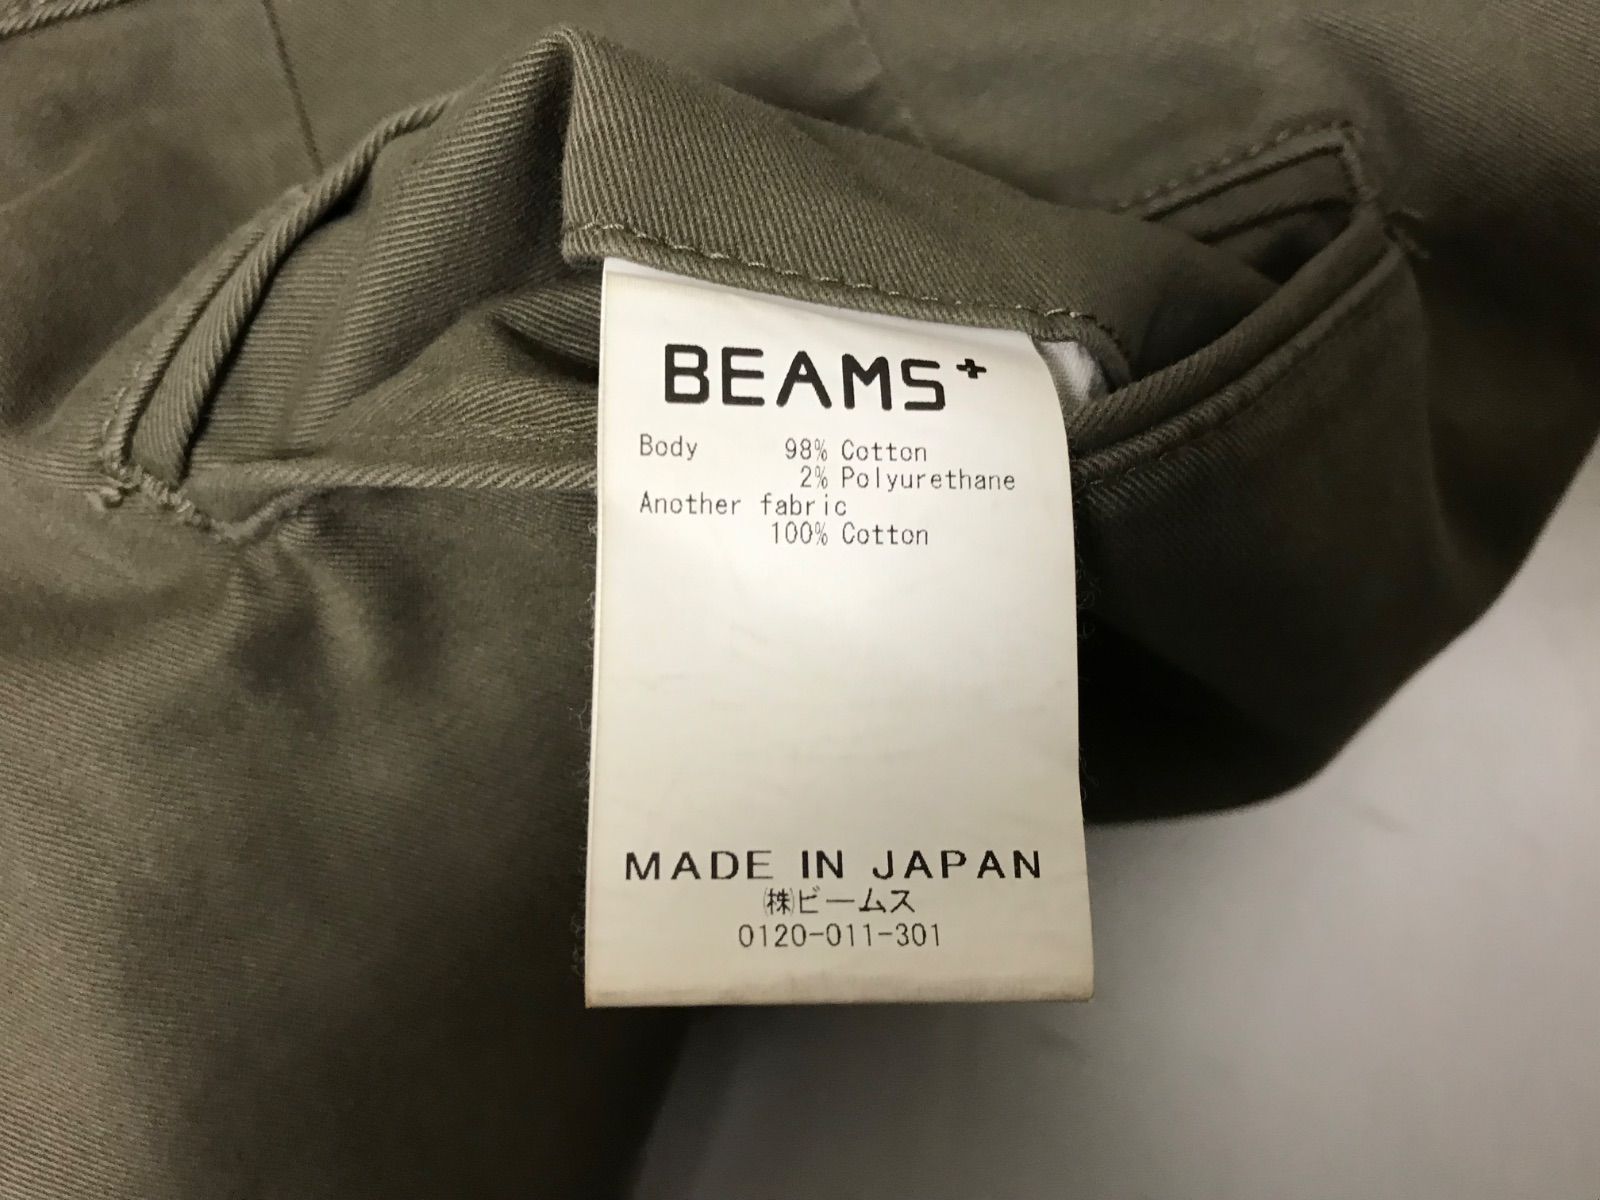 BEAMS+
Body 98% Cotton
2% Polyurethane
Another fabric
100% Cotton
MADE IN JAPAN
㈱ビームス
0120-011-301